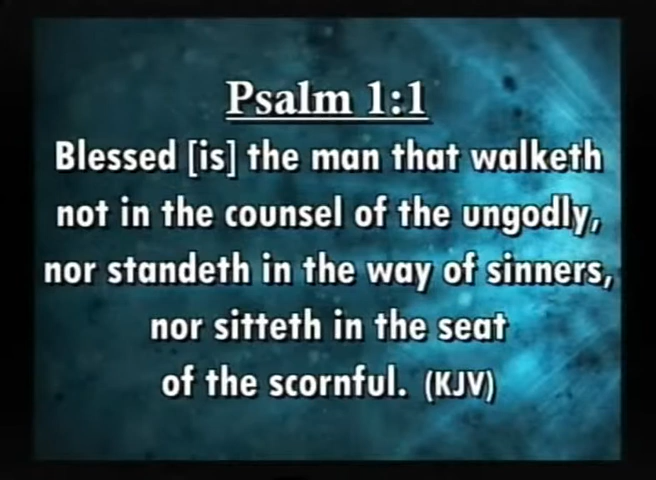 Psalm 1:1
Blessed [is] the man that walketh
not in the counsel of the ungodly,
nor standeth in the way of sinners,
nor sitteth in the seat
of the scornful. (KJV)